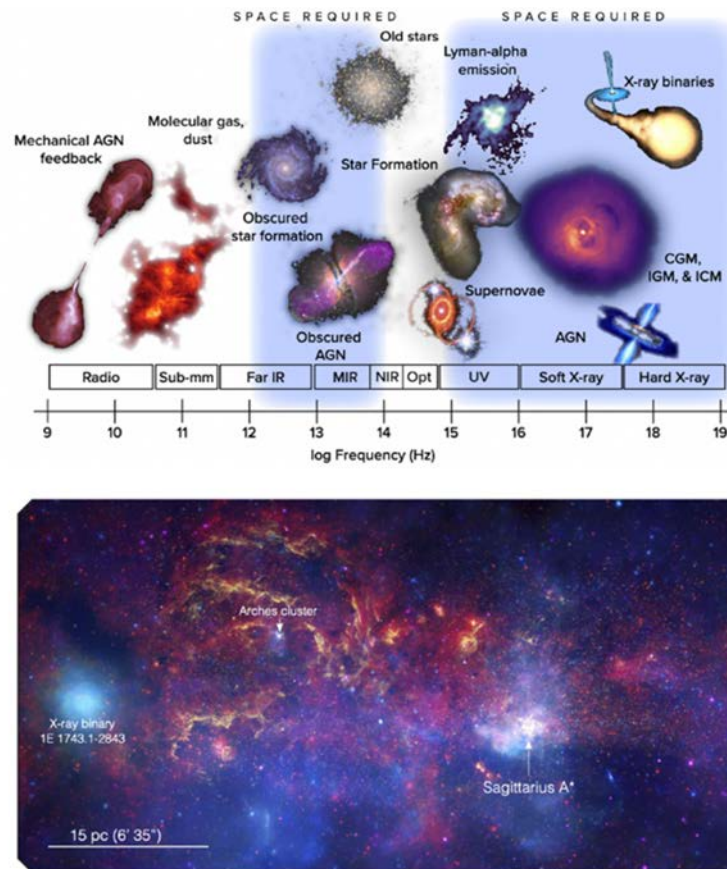 SPACE REQUIRED
SPACE REQUIRED
Old stars
Lyman-alpha
emission
X-ray binaries
Mechanical AGN
feedback
Molecular gas,
dust
Star Formation
Obscured
star formation
CGM,
IGM, & ICM
Supernovae
Obscured
AGN
AGN
Radio
Sub-mm
Far IR
MIR
NIR
Opt
UV
Soft X-ray
Hard X-ray
9 10 11 12 13 14 15 16 17 18 19
log Frequency (Hz)
Arches cluster
X-ray binary
1E 1743.1-2843
Sagittarius A*
15 pc (6' 35")